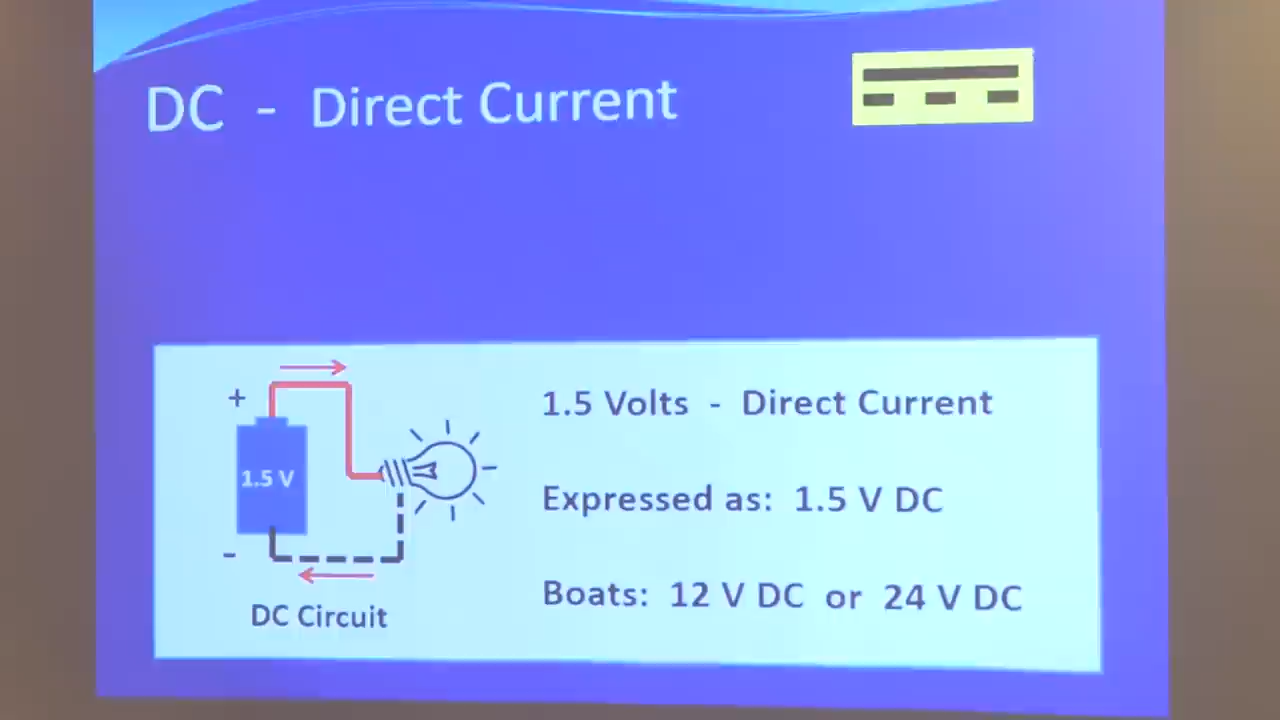 DC - Direct Current
+
1.5 V
-
DC Circuit
1.5 Volts - Direct Current
Expressed as: 1.5 V DC
Boats: 12 V DC or 24 V DC